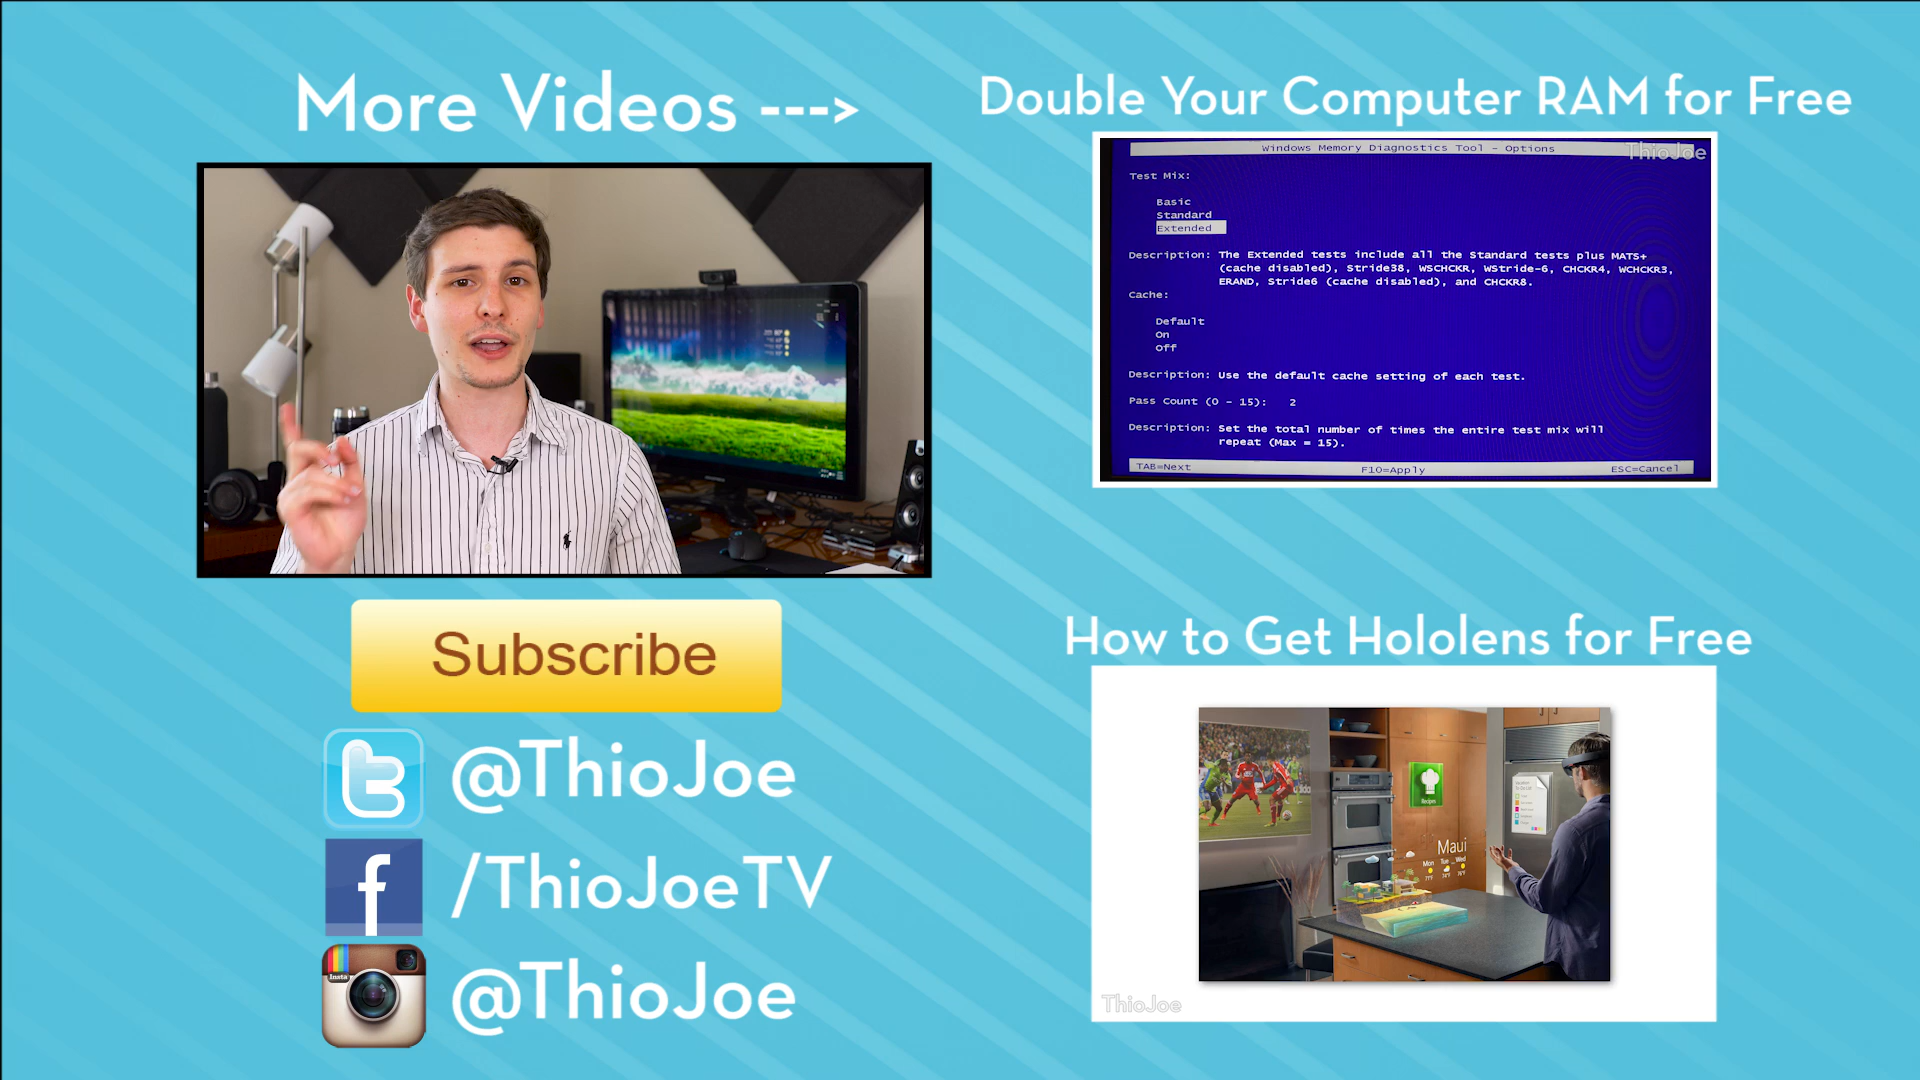 More Videos --->
Double Your Computer RAM for Free
Windows Memory Diagnostics Tool - Options
ThioJoe
Test Mix:
Basic
Standard
Extended
Description: The Extended tests include all the Standard tests plus MATS+
(cache disabled), Stride38, WSCHCKR, WStride-6, CHCKR4, WCHCKR3,
ERAND, Stride6 (cache disabled), and CHCKR8.
Cache:
Default
On
Off
Description: Use the default cache setting of each test.
Pass Count (0 - 15): 2
Description: Set the total number of times the entire test mix will
repeat (Max = 15).
TAB=Next F10=Apply ESC=Cancel
Subscribe
@ThioJoe
/ThioJoeTV
Insta
@ThioJoe
How to Get Hololens for Free
Recipes
Maui
Mon Tue Wed
ThioJoe